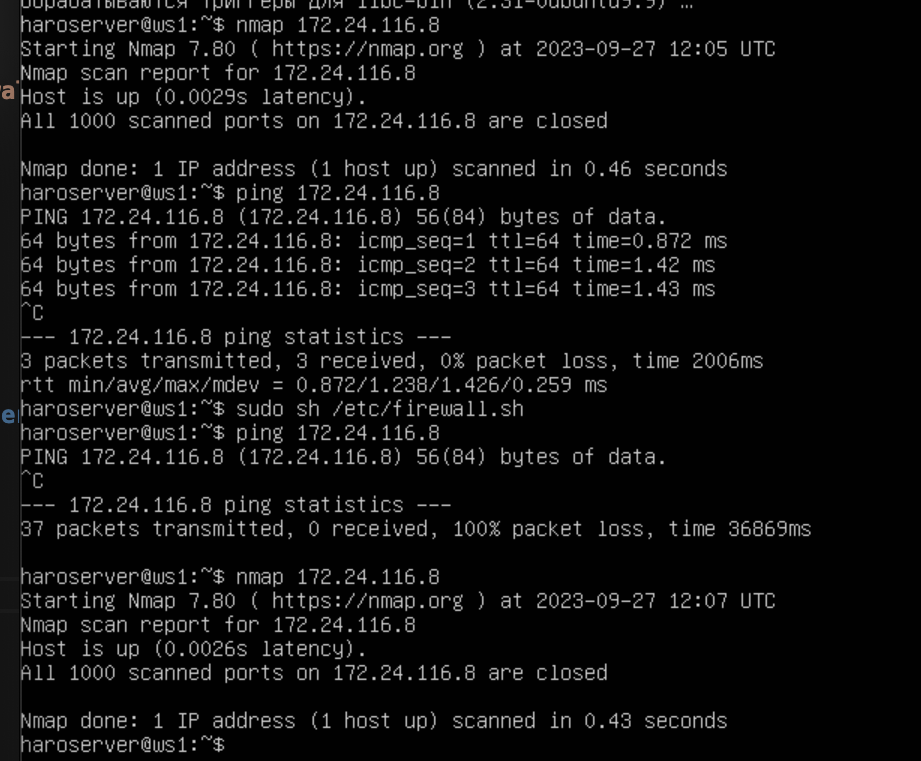 Обрабатываются триггеры для libc-bin (2.31-0ubuntu9.9) …
haroserver@ws1:~$ nmap 172.24.116.8
Starting Nmap 7.80 ( https://nmap.org ) at 2023-09-27 12:05 UTC
Nmap scan report for 172.24.116.8
Host is up (0.0029s latency).
All 1000 scanned ports on 172.24.116.8 are closed
Nmap done: 1 IP address (1 host up) scanned in 0.46 seconds
haroserver@ws1:~$ ping 172.24.116.8
PING 172.24.116.8 (172.24.116.8) 56(84) bytes of data.
64 bytes from 172.24.116.8: icmp_seq=1 ttl=64 time=0.872 ms
64 bytes from 172.24.116.8: icmp_seq=2 ttl=64 time=1.42 ms
64 bytes from 172.24.116.8: icmp_seq=3 ttl=64 time=1.43 ms
^C
--- 172.24.116.8 ping statistics ---
3 packets transmitted, 3 received, 0% packet loss, time 2006ms
rtt min/avg/max/mdev = 0.872/1.238/1.426/0.259 ms
haroserver@ws1:~$ sudo sh /etc/firewall.sh
haroserver@ws1:~$ ping 172.24.116.8
PING 172.24.116.8 (172.24.116.8) 56(84) bytes of data.
^C
--- 172.24.116.8 ping statistics ---
37 packets transmitted, 0 received, 100% packet loss, time 36869ms
haroserver@ws1:~$ nmap 172.24.116.8
Starting Nmap 7.80 ( https://nmap.org ) at 2023-09-27 12:07 UTC
Nmap scan report for 172.24.116.8
Host is up (0.0026s latency).
All 1000 scanned ports on 172.24.116.8 are closed
Nmap done: 1 IP address (1 host up) scanned in 0.43 seconds
haroserver@ws1:~$